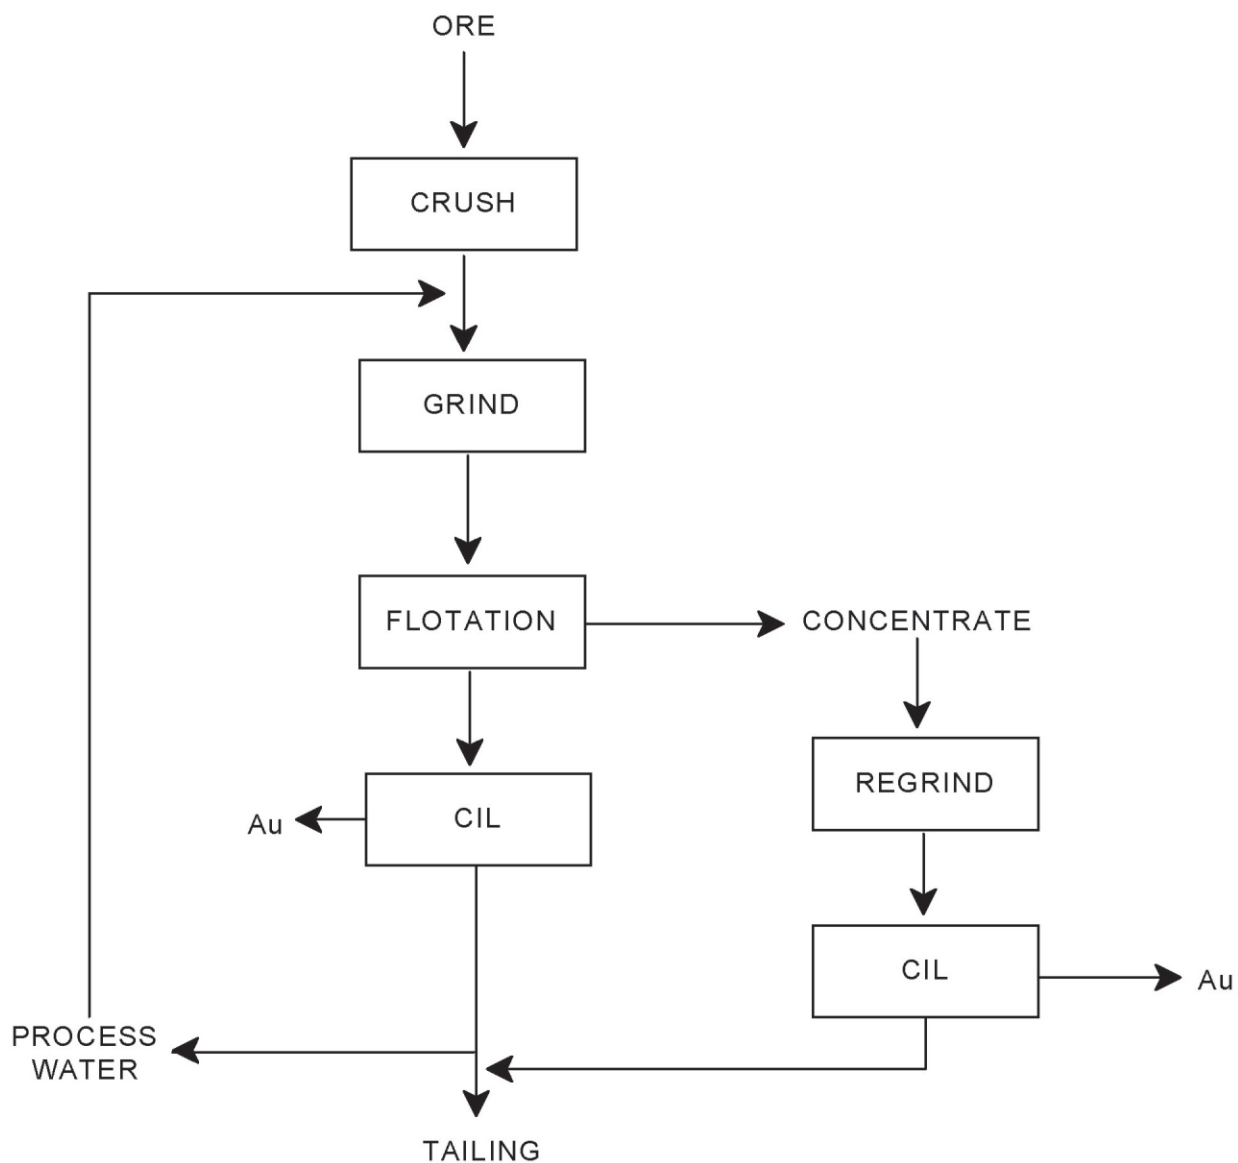 ORE
CRUSH
GRIND
FLOTATION
CONCENTRATE
REGRIND
CIL
Au
CIL
Au
PROCESS
WATER
TAILING